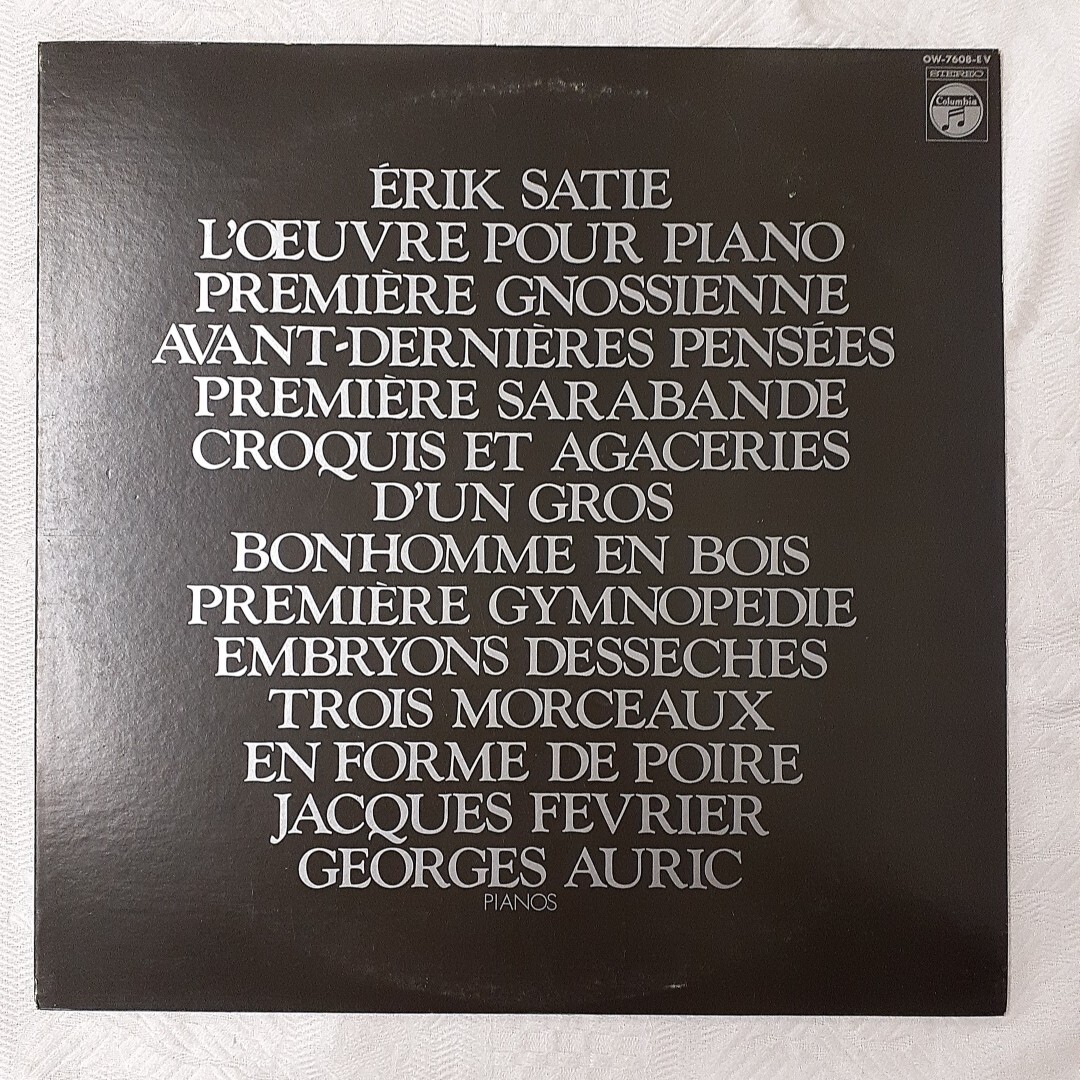 OW-7608-EV
STEREO
Columbia
ÉRIK SATIE
L'ŒUVRE POUR PIANO
PREMIÈRE GNOSSIENNE
AVANT-DERNIÈRES PENSÉES
PREMIÈRE SARABANDE
CROQUIS ET AGACERIES
D'UN GROS
BONHOMME EN BOIS
PREMIÈRE GYMNOPEDIE
EMBRYONS DESSECHES
TROIS MORCEAUX
EN FORME DE POIRE
JACQUES FEVRIER
GEORGES AURIC
PIANOS